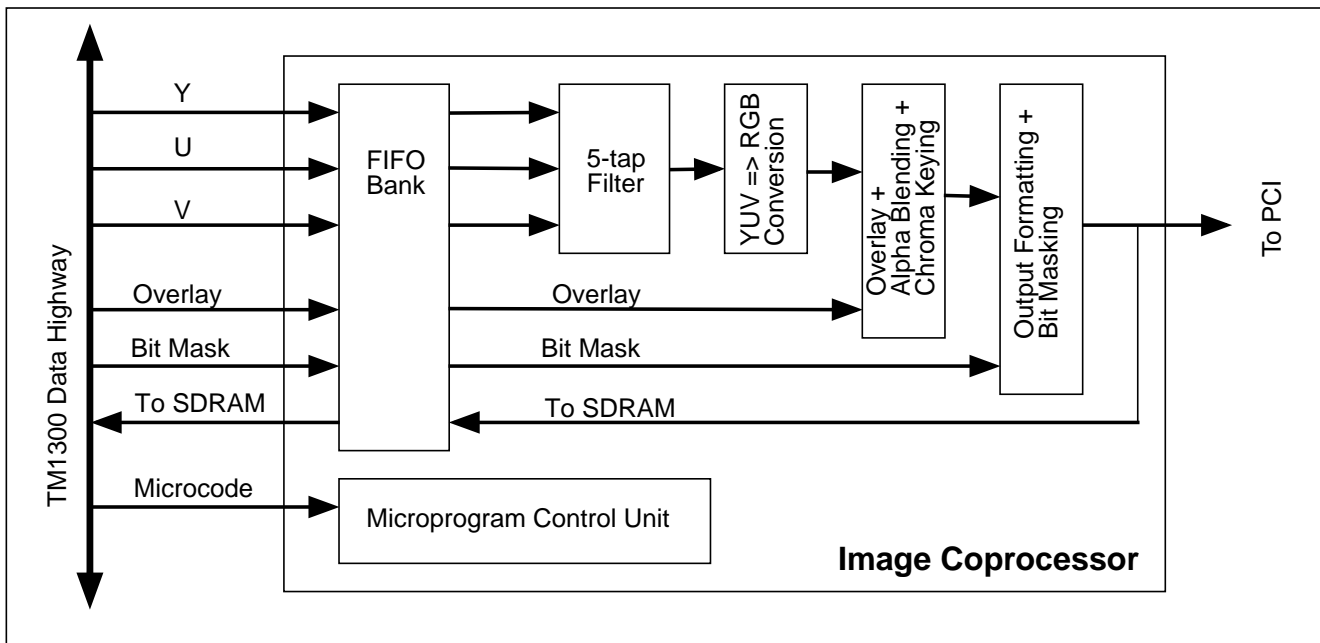 TM1300 Data Highway
Y
U
V
Overlay
Bit Mask
To SDRAM
Microcode
FIFO
Bank
5-tap
Filter
YUV => RGB
Conversion
Overlay +
Alpha Blending +
Chroma Keying
Output Formatting +
Bit Masking
Overlay
Bit Mask
To SDRAM
To PCI
Microprogram Control Unit
Image Coprocessor